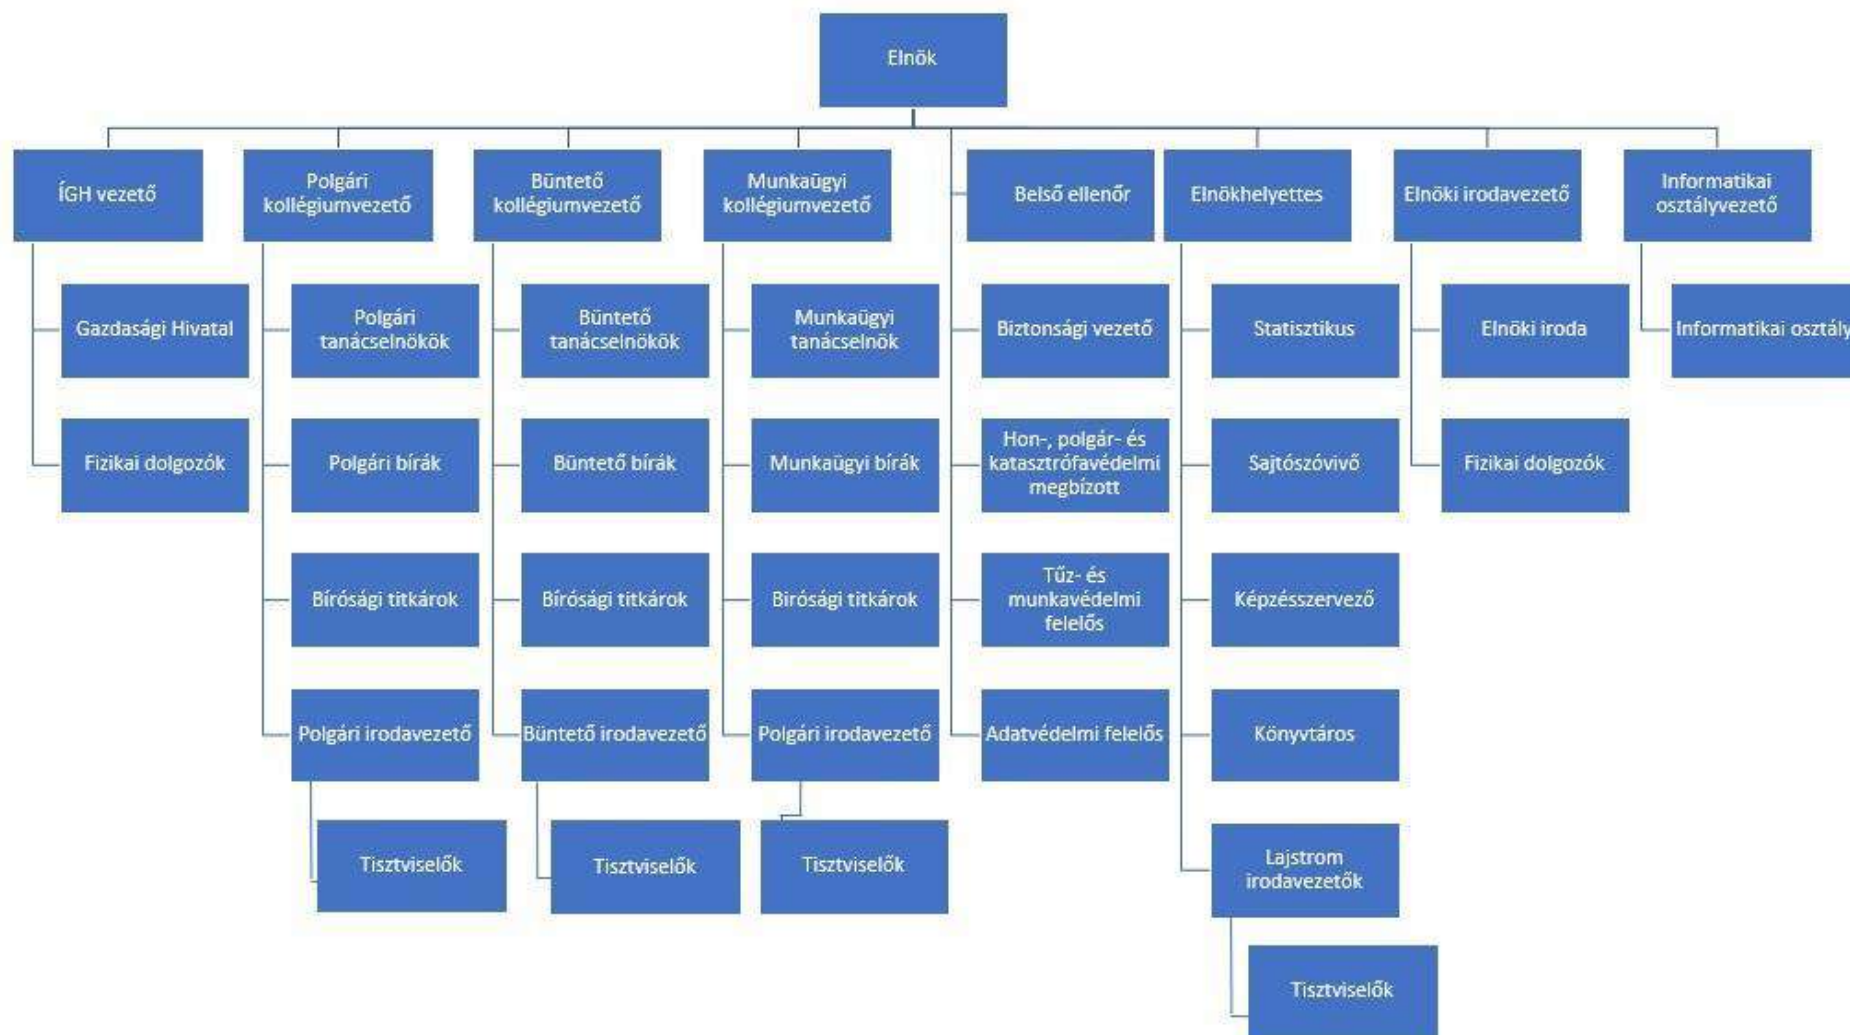 Elnök
ÍGH vezető
Polgári
kollégiumvezető
Büntető
kollégiumvezető
Munkaügyi
kollégiumvezető
Belső ellenőr
Elnökhelyettes
Elnöki irodavezető
Informatikai
osztályvezető
Gazdasági Hivatal
Polgári
tanácselnökök
Büntető
tanácselnökök
Munkaügyi
tanácselnök
Biztonsági vezető
Statisztikus
Elnöki iroda
Informatikai osztály
Fizikai dolgozók
Polgári bírák
Büntető bírák
Munkaügyi bírák
Hon-, polgár- és
katasztrófavédelmi
megbízott
Sajtószóvivő
Fizikai dolgozók
Bírósági titkárok
Bírósági titkárok
Birósági titkárok
Tűz- és
munkavédelmi
felelős
Képzésszervező
Polgári irodavezető
Büntető irodavezető
Polgári irodavezető
Adatvédelmi felelős
Könyvtáros
Tisztviselők
Tisztviselők
Tisztviselők
Lajstrom
irodavezetők
Tisztviselők